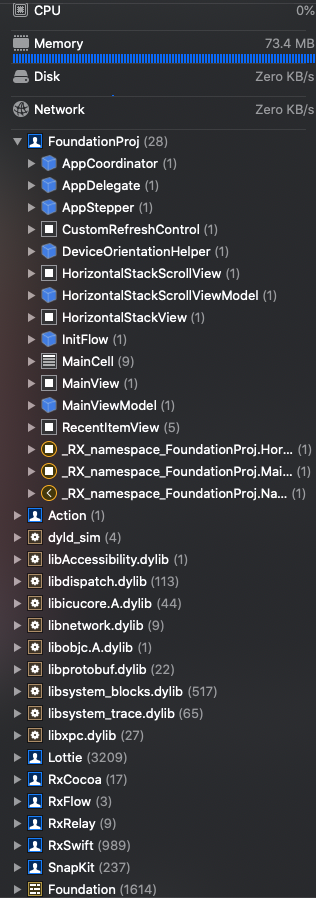 CPU 0%
Memory 73.4 MB
Disk Zero KB/s
Network Zero KB/s
FoundationProj (28)
AppCoordinator (1)
AppDelegate (1)
AppStepper (1)
CustomRefreshControl (1)
DeviceOrientationHelper (1)
HorizontalStackScrollView (1)
HorizontalStackScrollViewModel (1)
HorizontalStackView (1)
InitFlow (1)
MainCell (9)
MainView (1)
MainViewModel (1)
RecentItemView (5)
_RX_namespace_FoundationProj.Hor... (1)
_RX_namespace_FoundationProj.Mai... (1)
_RX_namespace_FoundationProj.Na... (1)
Action (1)
dyld_sim (4)
libAccessibility.dylib (1)
libdispatch.dylib (113)
libicucore.A.dylib (44)
libnetwork.dylib (9)
libobjc.A.dylib (1)
libprotobuf.dylib (22)
libsystem_blocks.dylib (517)
libsystem_trace.dylib (65)
libxpc.dylib (27)
Lottie (3209)
RxCocoa (17)
RxFlow (3)
RxRelay (9)
RxSwift (989)
SnapKit (237)
Foundation (1614)